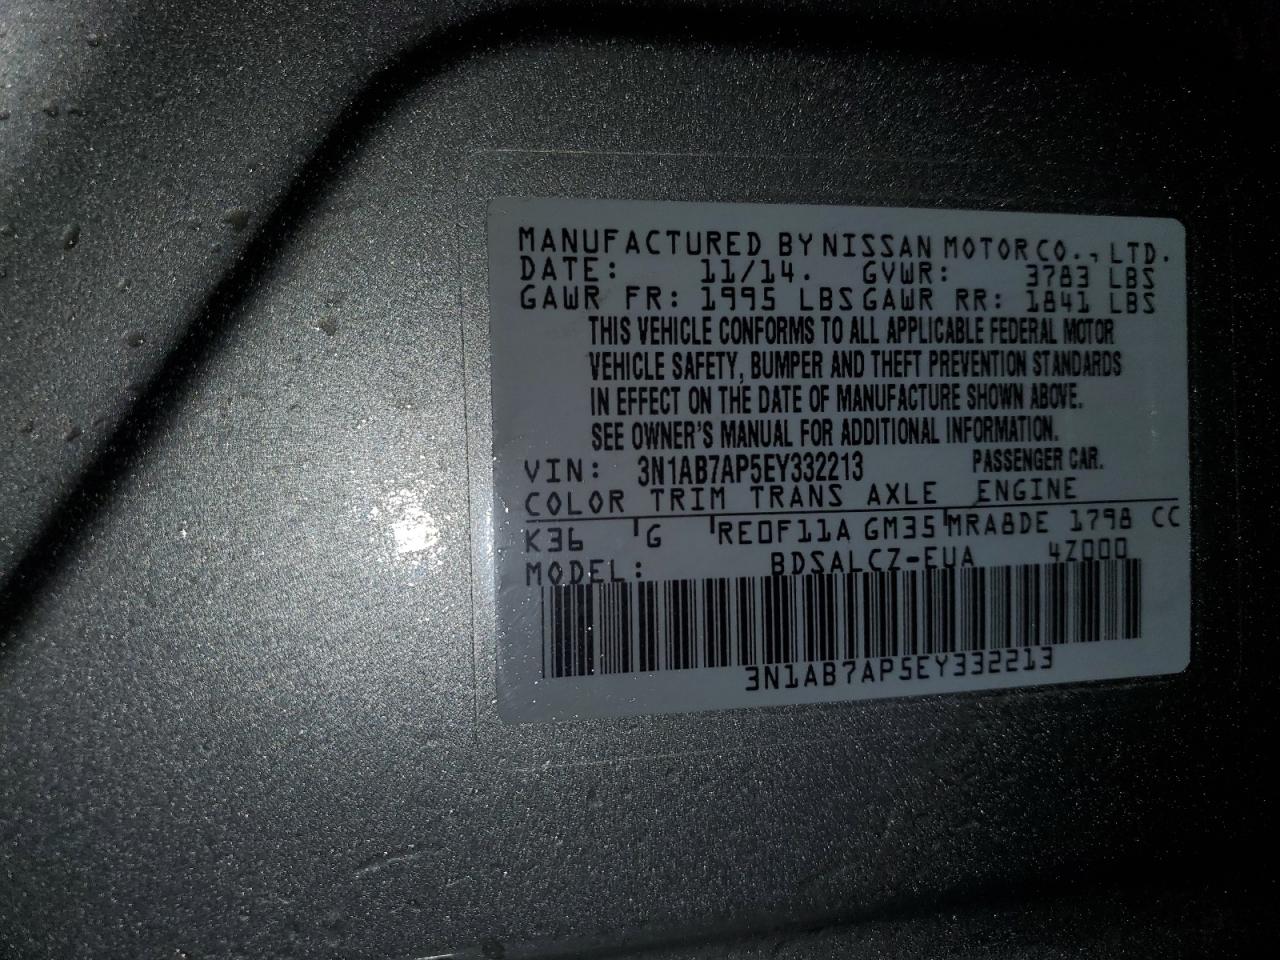 MANUFACTURED BY NISSAN MOTOR CO., LTD.
DATE: 11/14. GVWR: 3783 LBS
GAWR FR: 1995 LBS GAWR RR: 1841 LBS
THIS VEHICLE CONFORMS TO ALL APPLICABLE FEDERAL MOTOR
VEHICLE SAFETY, BUMPER AND THEFT PREVENTION STANDARDS
IN EFFECT ON THE DATE OF MANUFACTURE SHOWN ABOVE.
SEE OWNER'S MANUAL FOR ADDITIONAL INFORMATION.
VIN: 3N1AB7AP5EY332213 PASSENGER CAR.
COLOR TRIM TRANS AXLE ENGINE
K36 G RE0F11A GM35 MRA8DE 1798 CC
MODEL: BDSALCZ-EUA 4Z000
3N1AB7AP5EY332213